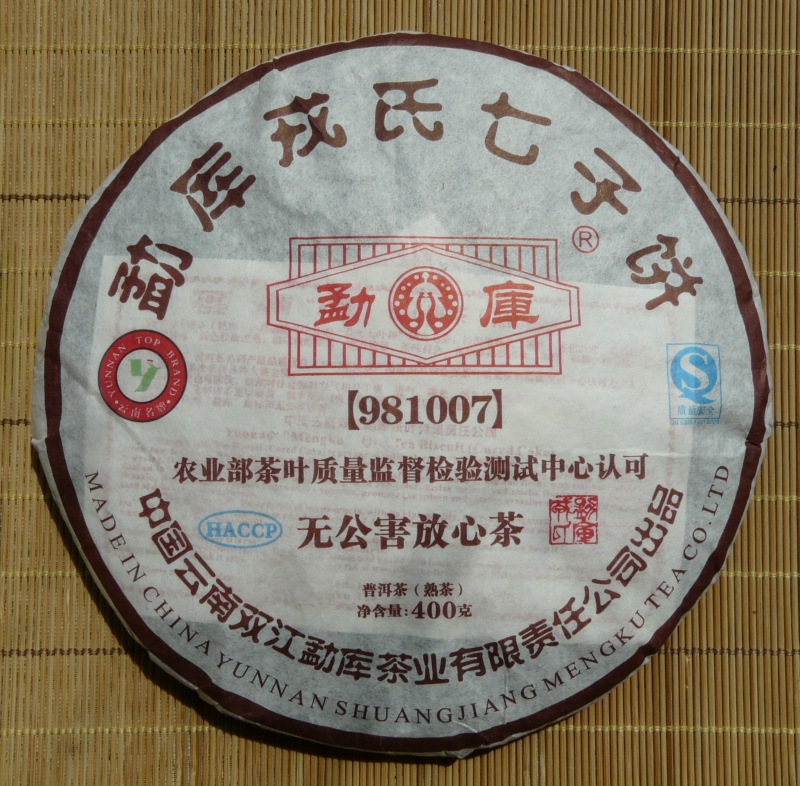 勐库戎氏七子饼
®
勐庫
YUNNAN TOP BRAND
云南名牌
质量安全
【981007】
农业部茶叶质量监督检验测试中心认可
HACCP
无公害放心茶
普洱茶（熟茶）
净含量:400克
中国云南双江勐库茶业有限责任公司出品
MADE IN CHINA YUNNAN SHUANGJIANG MENGKU TEA CO.LTD